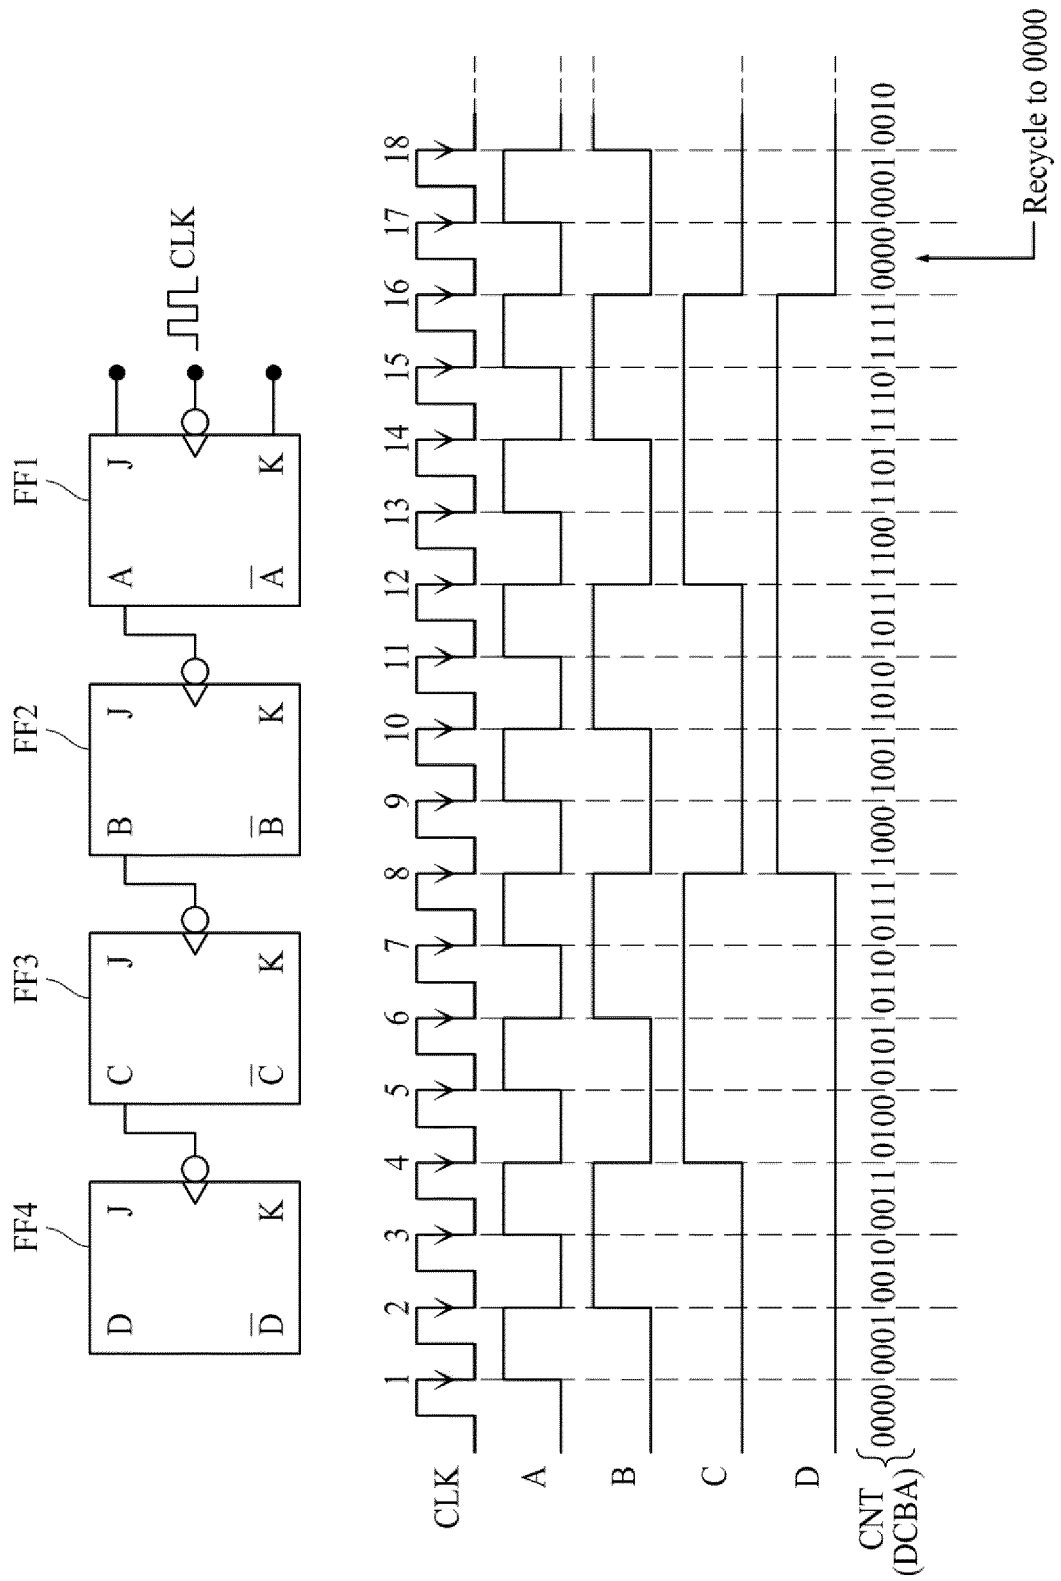 FF4 FF3 FF2 FF1
D J C J B J A J
CLK
D K C K B K A K
1 2 3 4 5 6 7 8 9 10 11 12 13 14 15 16 17 18
CLK
A
B
C
D
CNT (DCBA) { 0000 0001 0010 0011 0100 0101 0110 0111 1000 1001 1010 1011 1100 1101 1110 1111 0000 0001 0010
Recycle to 0000